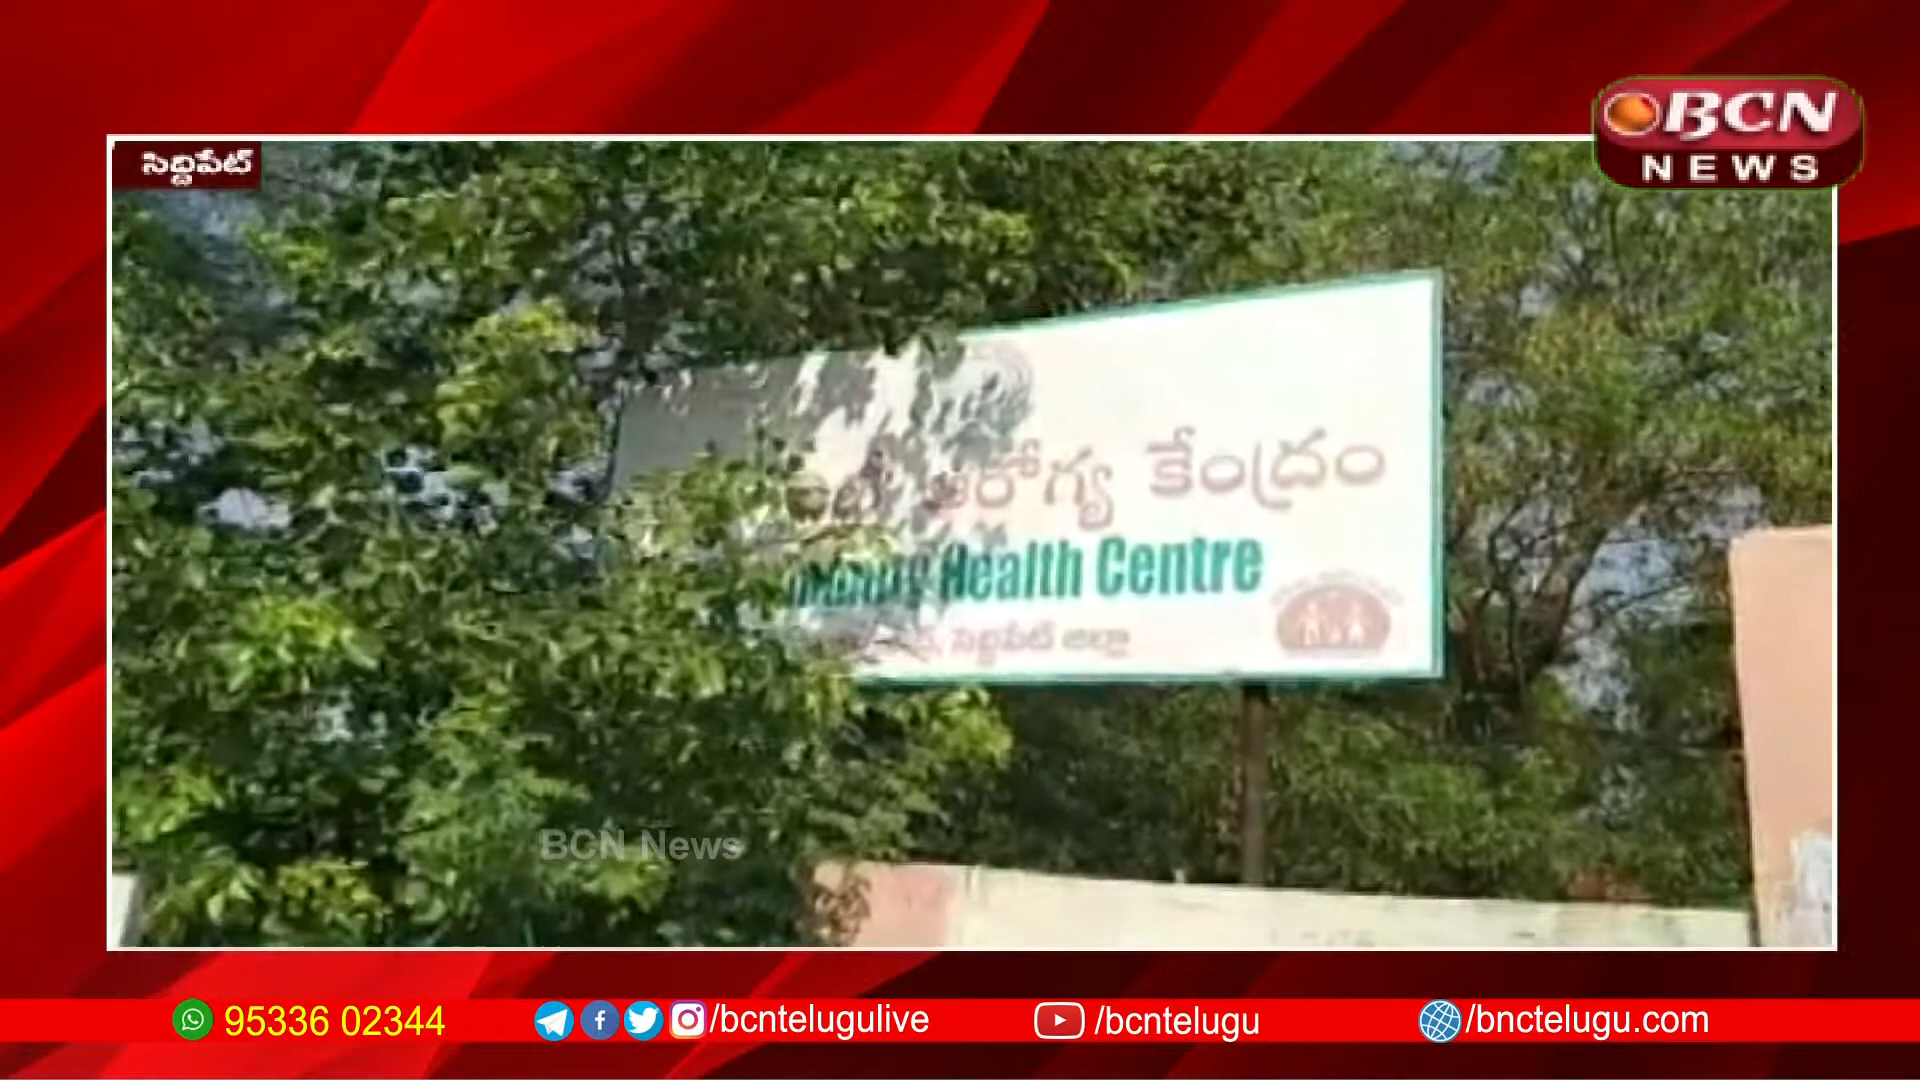 BCN
NEWS
సిద్దిపేట్
ఆరోగ్య కేంద్రం
Health Centre
సిద్దిపేట్ జిల్లా
BCN News
95336 02344
/bcntelugulive
/bcntelugu
/bnctelugu.com